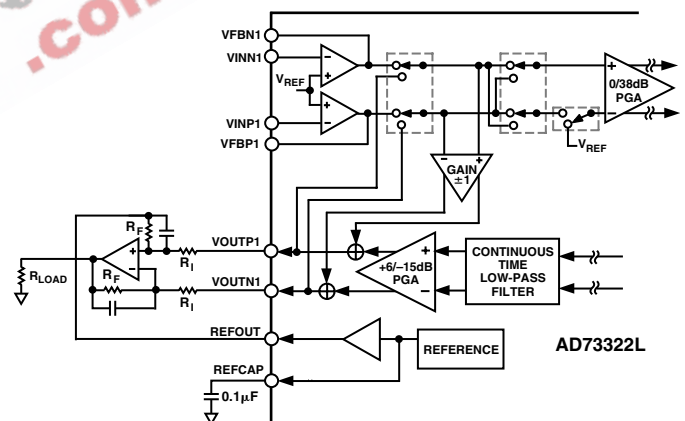 .com
VFBN1
VINN1
VREF
VINP1
VFBP1
0/38dB
PGA
VREF
GAIN
±1
RF
VOUTP1
RI
RLOAD
RF
VOUTN1
RI
+6/–15dB
PGA
CONTINUOUS
TIME
LOW-PASS
FILTER
REFOUT
REFERENCE
AD73322L
REFCAP
0.1μF